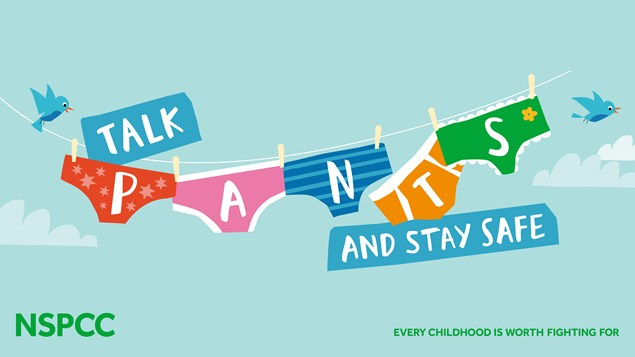 TALK
PANTS
AND STAY SAFE
NSPCC
EVERY CHILDHOOD IS WORTH FIGHTING FOR